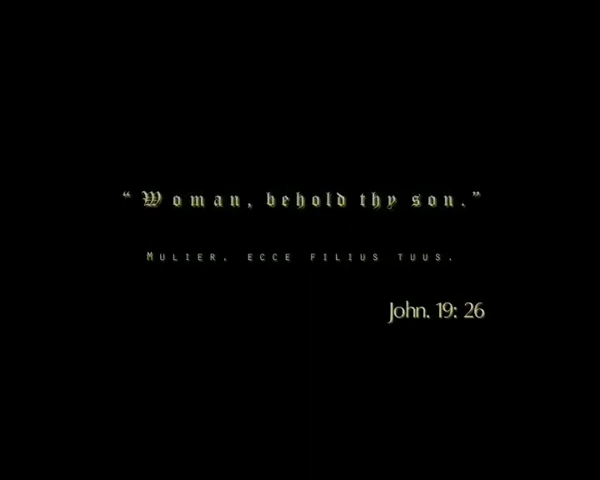 “Woman, behold thy son.”
Mulier, ecce filius tuus.
John. 19: 26